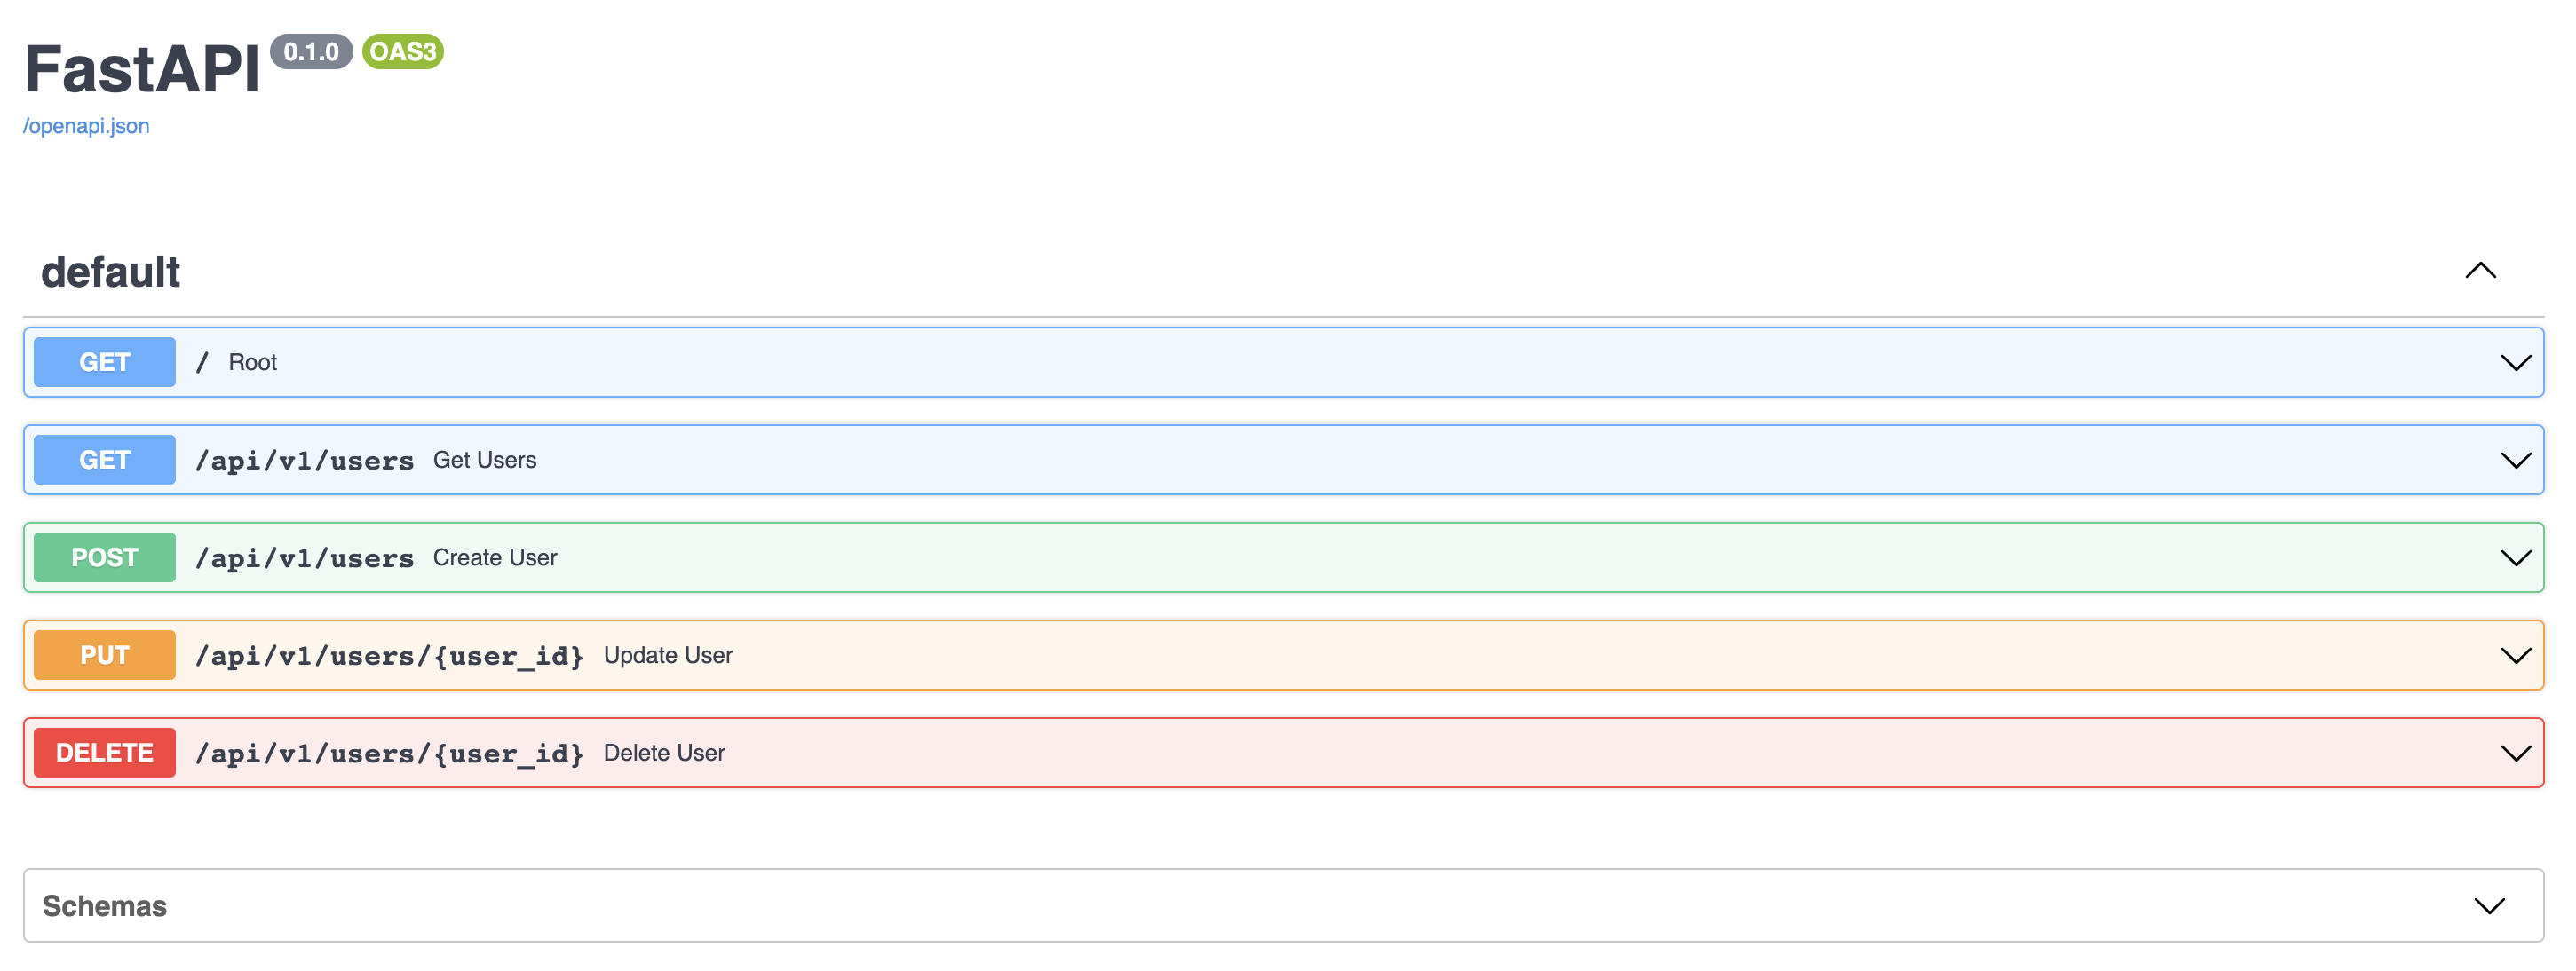 FastAPI 0.1.0 OAS3
/openapi.json
default
GET / Root
GET /api/v1/users Get Users
POST /api/v1/users Create User
PUT /api/v1/users/{user_id} Update User
DELETE /api/v1/users/{user_id} Delete User
Schemas